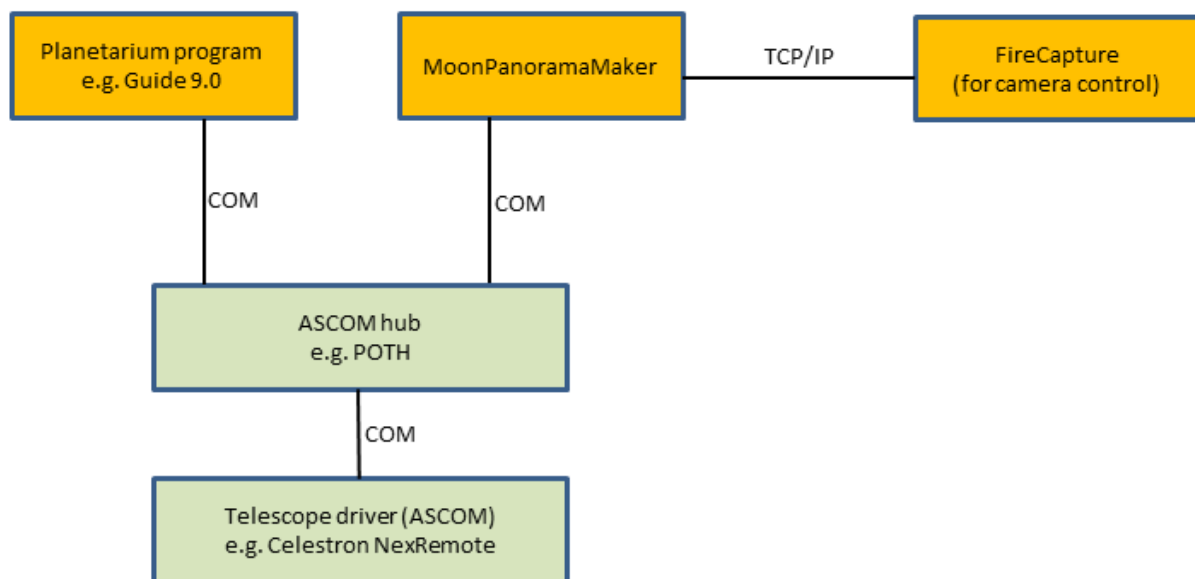 Planetarium program
e.g. Guide 9.0
MoonPanoramaMaker
TCP/IP
FireCapture
(for camera control)
COM
COM
ASCOM hub
e.g. POTH
COM
Telescope driver (ASCOM)
e.g. Celestron NexRemote